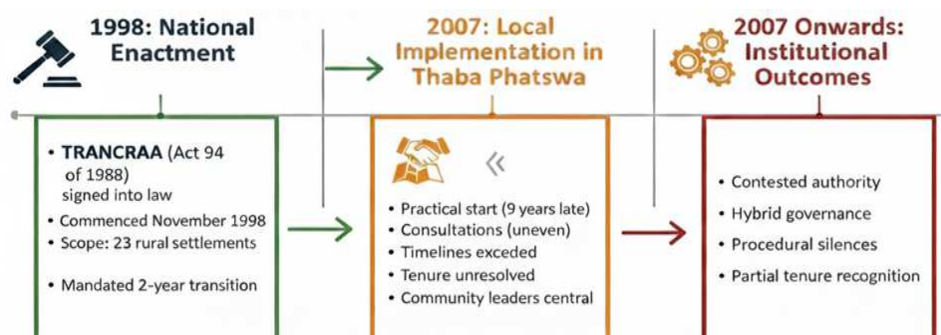 1998: National
Enactment
2007: Local
Implementation in
Thaba Phatswa
2007 Onwards:
Institutional
Outcomes
• TRANCRAA (Act 94
of 1988)
signed into law
• Commenced November 1998
• Scope: 23 rural settlements
• Mandated 2-year transition
• Practical start (9 years late)
• Consultations (uneven)
• Timelines exceeded
• Tenure unresolved
• Community leaders central
• Contested authority
• Hybrid governance
• Procedural silences
• Partial tenure recognition